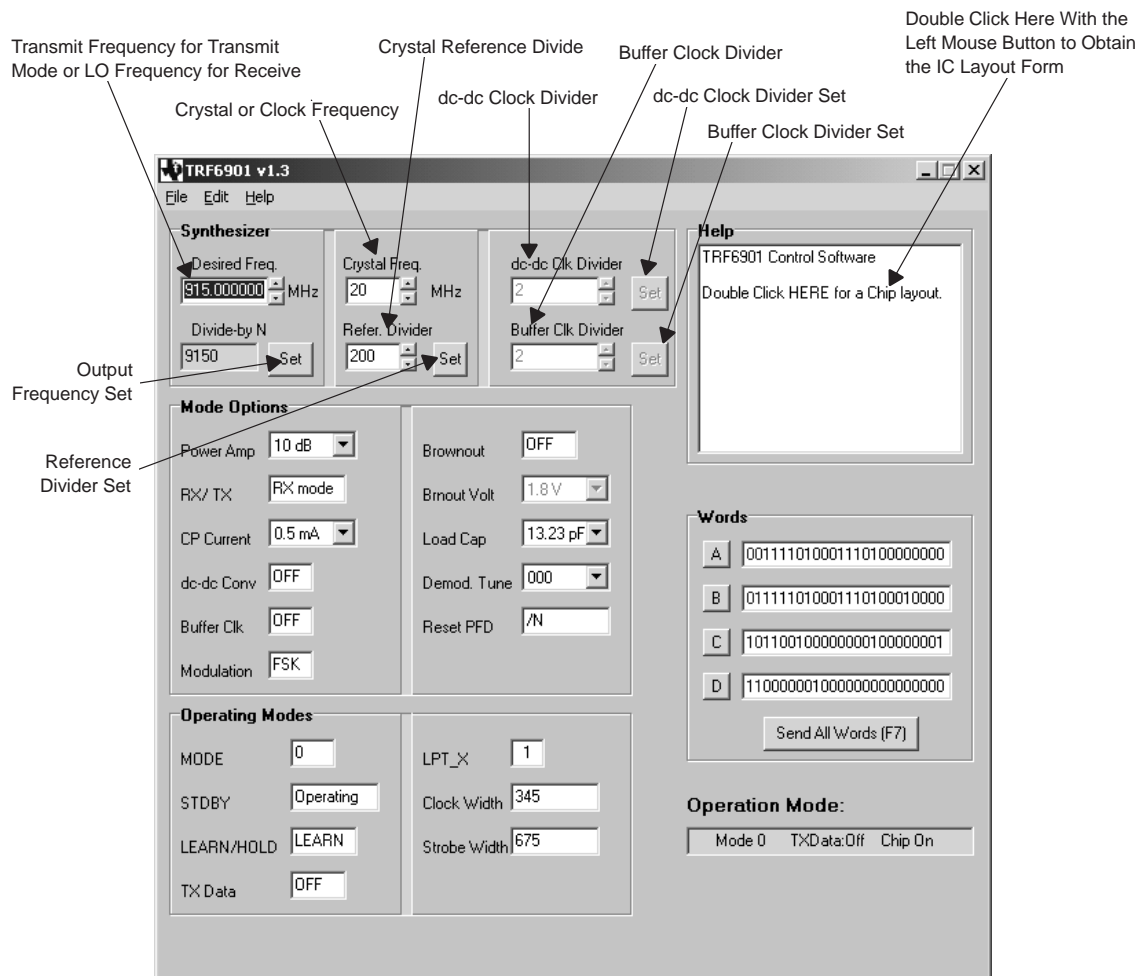 Double Click Here With the
Left Mouse Button to Obtain
the IC Layout Form
Transmit Frequency for Transmit
Mode or LO Frequency for Receive
Crystal Reference Divide
Buffer Clock Divider
Crystal or Clock Frequency
dc-dc Clock Divider
dc-dc Clock Divider Set
Buffer Clock Divider Set
TRF6901 v1.3
File Edit Help
Synthesizer
Desired Freq.
915.000000 MHz
Divide-by N
9150 Set
Crystal Freq.
20 MHz
Refer. Divider
200 Set
dc-dc Clk Divider
2 Set
Buffer Clk Divider
2 Set
Help
TRF6901 Control Software
Double Click HERE for a Chip layout.
Output
Frequency Set
Reference
Divider Set
Mode Options
Power Amp 10 dB
RX/ TX RX mode
CP Current 0.5 mA
dc-dc Conv OFF
Buffer Clk OFF
Modulation FSK
Brownout OFF
Brnout Volt 1.8 V
Load Cap 13.23 pF
Demod. Tune 000
Reset PFD /N
Words
A 001111010001110100000000
B 011111010001110100010000
C 101100100000000100000001
D 110000001000000000000000
Send All Words (F7)
Operating Modes
MODE 0
STDBY Operating
LEARN/HOLD LEARN
TX Data OFF
LPT_X 1
Clock Width 345
Strobe Width 675
Operation Mode:
Mode 0 TXData:Off Chip On